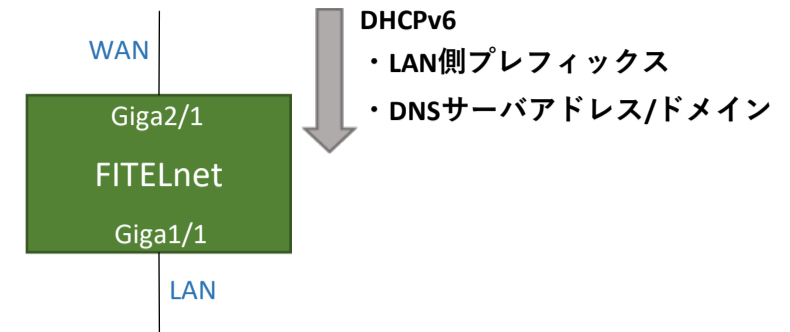 DHCPv6
WAN
・LAN側プレフィックス
・DNSサーバアドレス/ドメイン
Giga2/1
FITELnet
Giga1/1
LAN